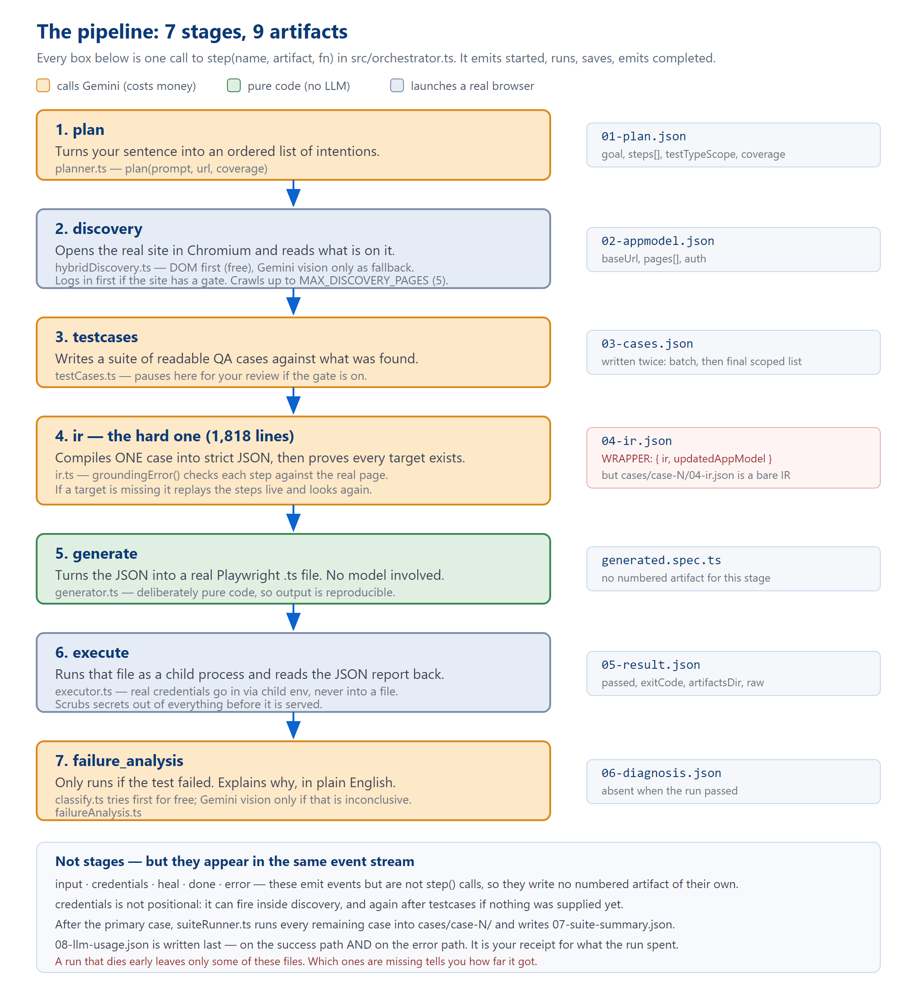 The pipeline: 7 stages, 9 artifacts
Every box below is one call to step(name, artifact, fn) in src/orchestrator.ts. It emits started, runs, saves, emits completed.
calls Gemini (costs money)
pure code (no LLM)
launches a real browser
1. plan
Turns your sentence into an ordered list of intentions.
planner.ts — plan(prompt, url, coverage)
01-plan.json
goal, steps[], testTypeScope, coverage
2. discovery
Opens the real site in Chromium and reads what is on it.
hybridDiscovery.ts — DOM first (free), Gemini vision only as fallback.
Logs in first if the site has a gate. Crawls up to MAX_DISCOVERY_PAGES (5).
02-appmodel.json
baseUrl, pages[], auth
3. testcases
Writes a suite of readable QA cases against what was found.
testCases.ts — pauses here for your review if the gate is on.
03-cases.json
written twice: batch, then final scoped list
4. ir — the hard one (1,818 lines)
Compiles ONE case into strict JSON, then proves every target exists.
ir.ts — groundingError() checks each step against the real page.
If a target is missing it replays the steps live and looks again.
04-ir.json
WRAPPER: { ir, updatedAppModel }
but cases/case-N/04-ir.json is a bare IR
5. generate
Turns the JSON into a real Playwright .ts file. No model involved.
generator.ts — deliberately pure code, so output is reproducible.
generated.spec.ts
no numbered artifact for this stage
6. execute
Runs that file as a child process and reads the JSON report back.
executor.ts — real credentials go in via child env, never into a file.
Scrubs secrets out of everything before it is served.
05-result.json
passed, exitCode, artifactsDir, raw
7. failure_analysis
Only runs if the test failed. Explains why, in plain English.
classify.ts tries first for free; Gemini vision only if that is inconclusive.
failureAnalysis.ts
06-diagnosis.json
absent when the run passed
Not stages — but they appear in the same event stream
input · credentials · heal · done · error — these emit events but are not step() calls, so they write no numbered artifact of their own.
credentials is not positional: it can fire inside discovery, and again after testcases if nothing was supplied yet.
After the primary case, suiteRunner.ts runs every remaining case into cases/case-N/ and writes 07-suite-summary.json.
08-llm-usage.json is written last — on the success path AND on the error path. It is your receipt for what the run spent.
A run that dies early leaves only some of these files. Which ones are missing tells you how far it got.